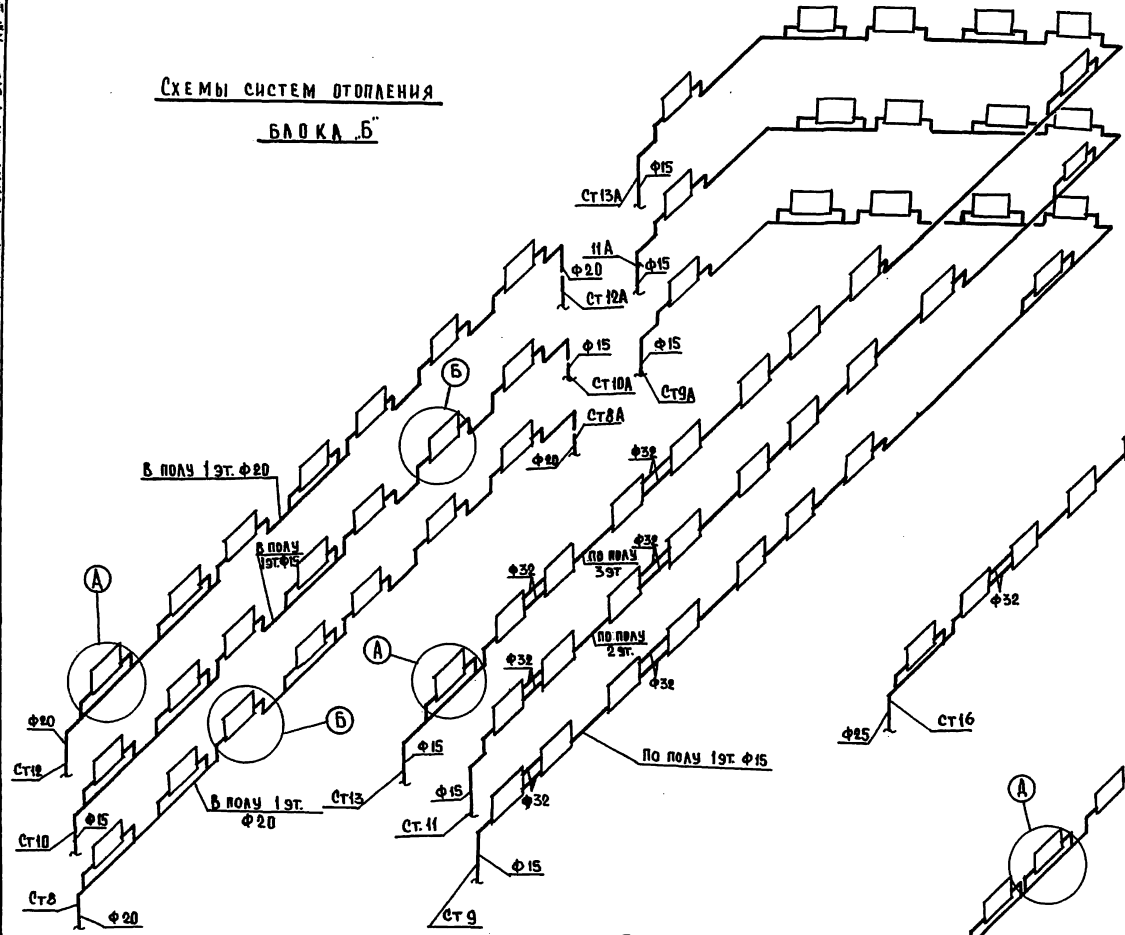 Схемы систем отопления
блока „Б"
Ф15
Ст13А
11А
Ф15
Ф20
Ст12А
Ф15
Ст10А
Ф15
Ст9А
Б
Ст8А
Ф20
В полу 1эт. Ф20
Ф32
В полу
1эт. Ф15
Ф32
по полу
3эт
Ф32
А
Ф32
А
по полу
2эт.
Ф32
Ф32
Ф20
Б
Ст16
Ф25
Ст12
Ф15
По полу 1эт. Ф15
Ф15
Ф32
Ст13
В полу 1эт.
Ф20
А
Ф15
Ст10
Ст.11
Ф15
Ст8
Ф20
Ст9